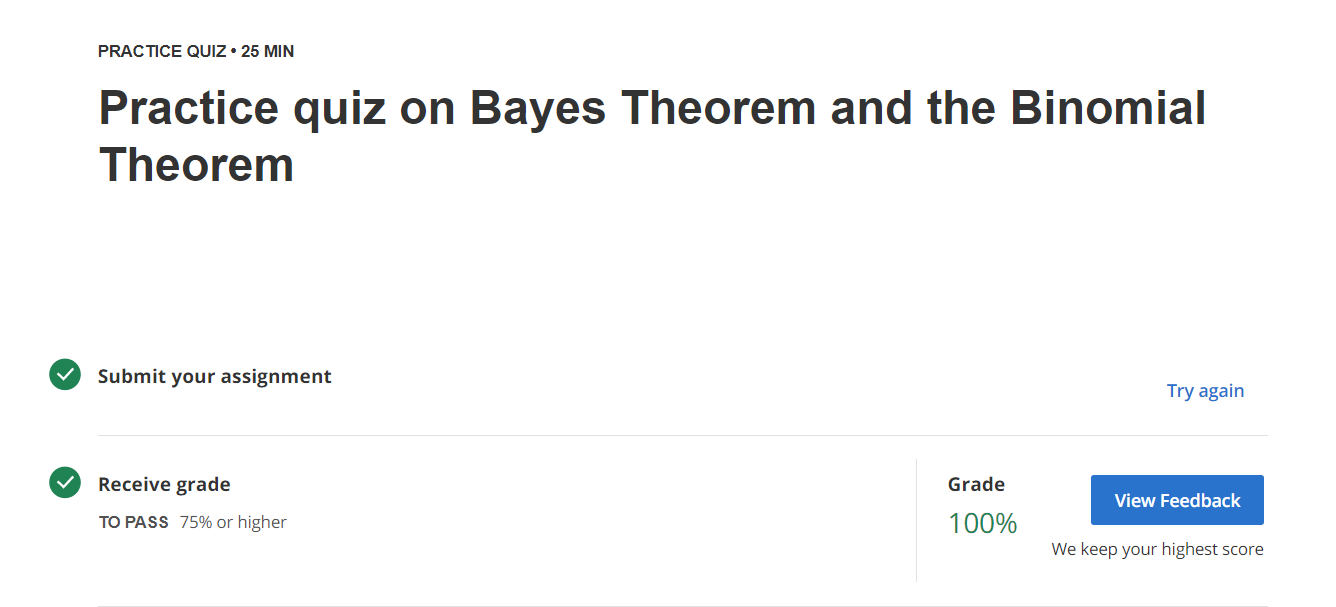 PRACTICE QUIZ • 25 MIN
Practice quiz on Bayes Theorem and the Binomial
Theorem
Submit your assignment
Try again
Receive grade
TO PASS 75% or higher
Grade
100%
View Feedback
We keep your highest score